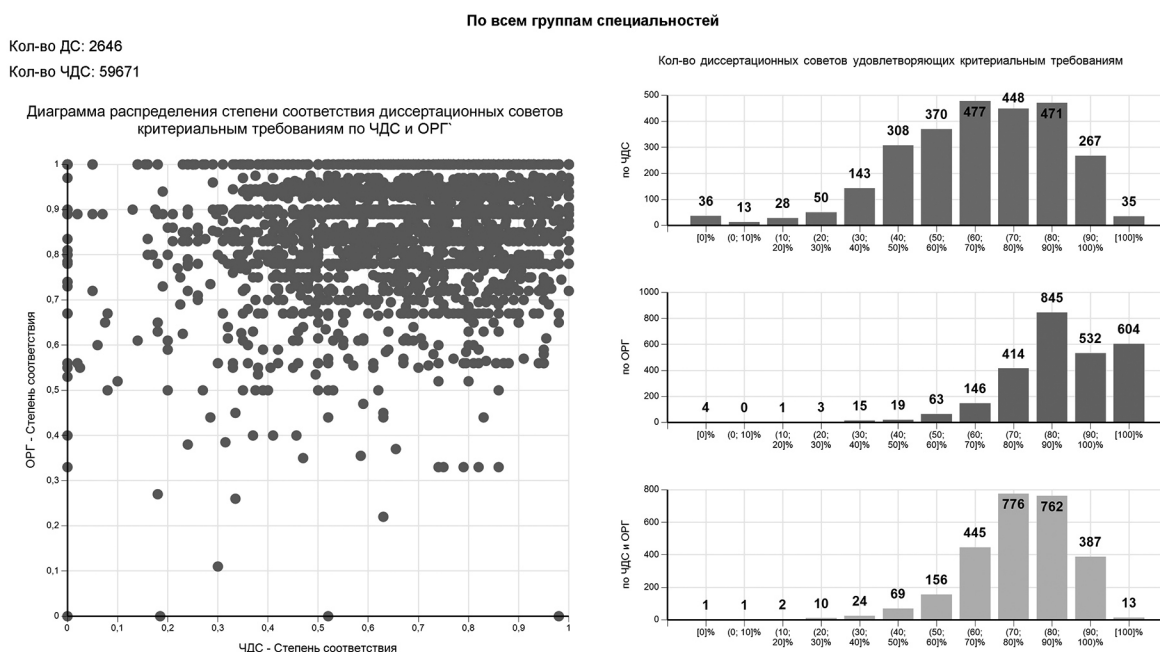 По всем группам специальностей
Кол-во ДС: 2646
Кол-во ЧДС: 59671
Диаграмма распределения степени соответствия диссертационных советов
критериальным требованиям по ЧДС и ОРГ`
ОРГ - Степень соответствия
1
0,9
0,8
0,7
0,6
0,5
0,4
0,3
0,2
0,1
0
0 0,1 0,2 0,3 0,4 0,5 0,6 0,7 0,8 0,9 1
ЧДС - Степень соответствия
Кол-во диссертационных советов удовлетворяющих критериальным требованиям
по ЧДС
500
400
300
200
100
0
36 13 28 50 143 308 370 477 448 471 267 35
[0]% (0; 10]% (10; 20]% (20; 30]% (30; 40]% (40; 50]% (50; 60]% (60; 70]% (70; 80]% (80; 90]% (90; 100)% [100]%
по ОРГ
1000
800
600
400
200
0
4 0 1 3 15 19 63 146 414 845 532 604
[0]% (0; 10]% (10; 20]% (20; 30]% (30; 40]% (40; 50]% (50; 60]% (60; 70]% (70; 80]% (80; 90]% (90; 100)% [100]%
по ЧДС и ОРГ
800
600
400
200
0
1 1 2 10 24 69 156 445 776 762 387 13
[0]% (0; 10]% (10; 20]% (20; 30]% (30; 40]% (40; 50]% (50; 60]% (60; 70]% (70; 80]% (80; 90]% (90; 100)% [100]%